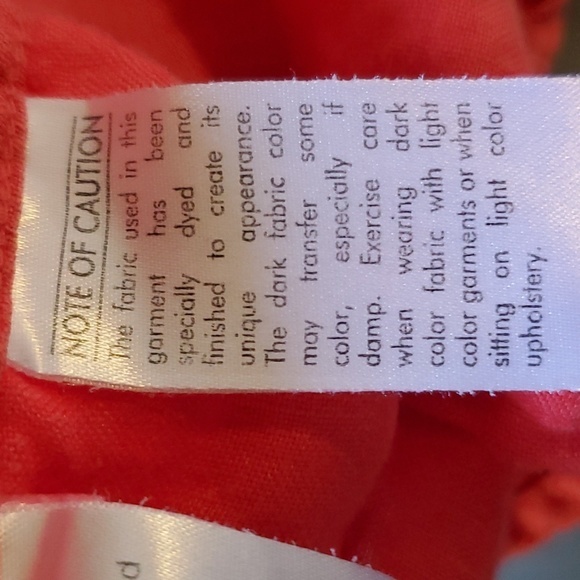 NOTE OF CAUTION
The fabric used in this
garment has been
specially dyed and
finished to create its
unique appearance.
The dark fabric color
may transfer some
color, especially if
damp. Exercise care
when wearing dark
color fabric with light
color garments or when
sitting on light color
upholstery.
d